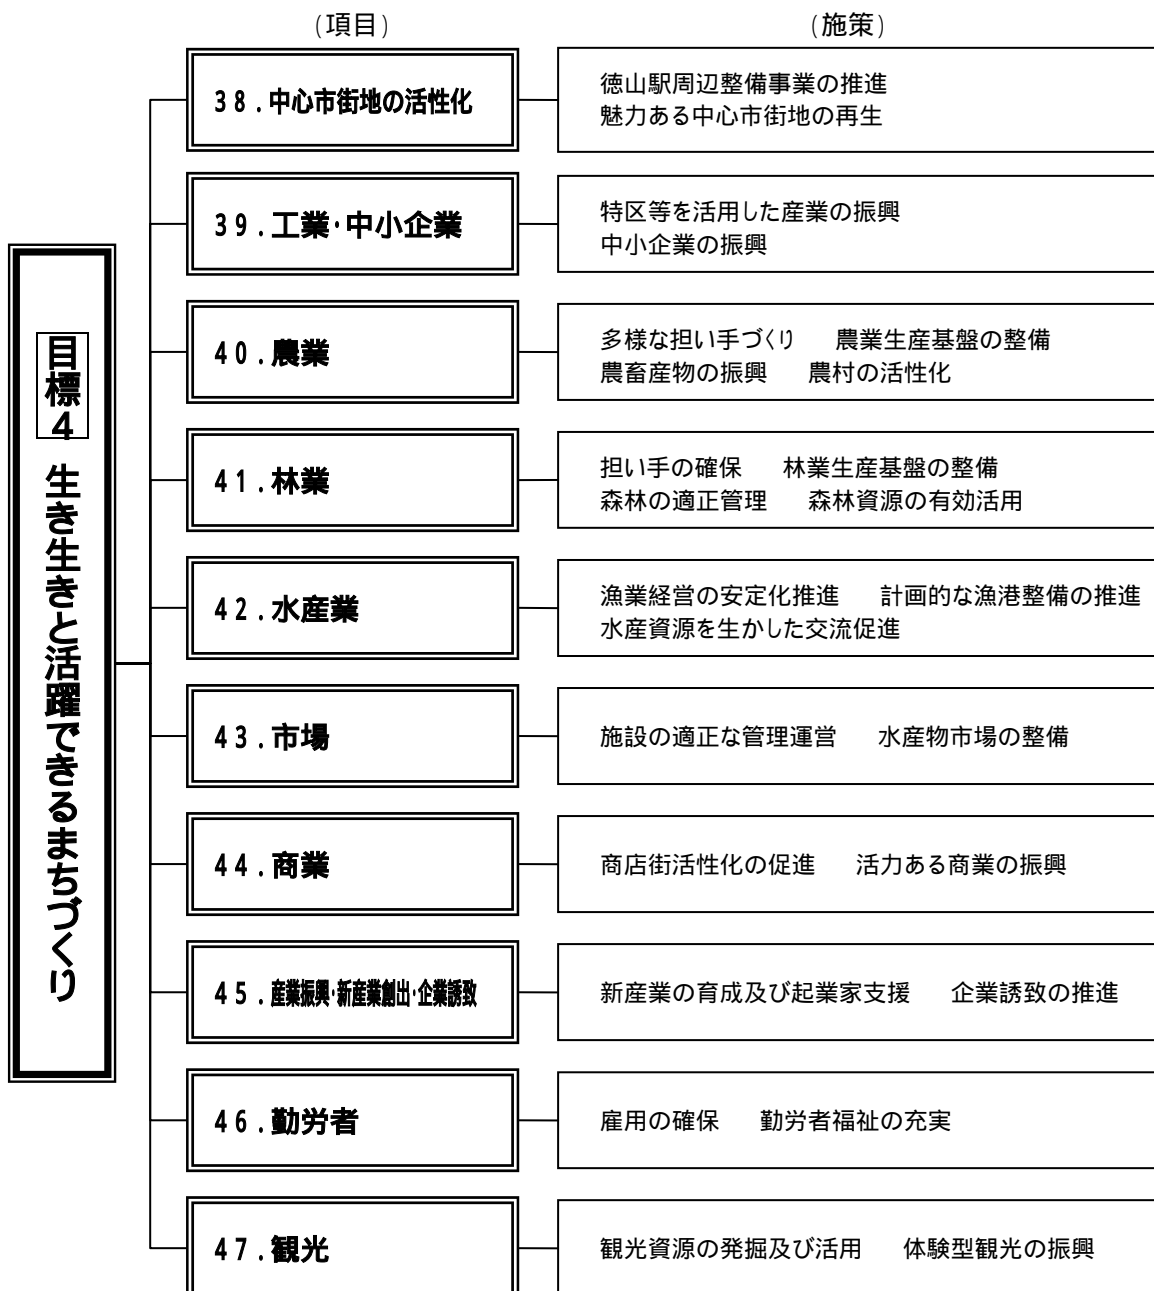 (項目)
(施策)
目標4 生き生きと活躍できるまちづくり
38.中心市街地の活性化
徳山駅周辺整備事業の推進
魅力ある中心市街地の再生
39.工業・中小企業
特区等を活用した産業の振興
中小企業の振興
40.農業
多様な担い手づくり 農業生産基盤の整備
農畜産物の振興 農村の活性化
41.林業
担い手の確保 林業生産基盤の整備
森林の適正管理 森林資源の有効活用
42.水産業
漁業経営の安定化推進 計画的な漁港整備の推進
水産資源を生かした交流促進
43.市場
施設の適正な管理運営 水産物市場の整備
44.商業
商店街活性化の促進 活力ある商業の振興
45.産業振興・新産業創出・企業誘致
新産業の育成及び起業家支援 企業誘致の推進
46.勤労者
雇用の確保 勤労者福祉の充実
47.観光
観光資源の発掘及び活用 体験型観光の振興